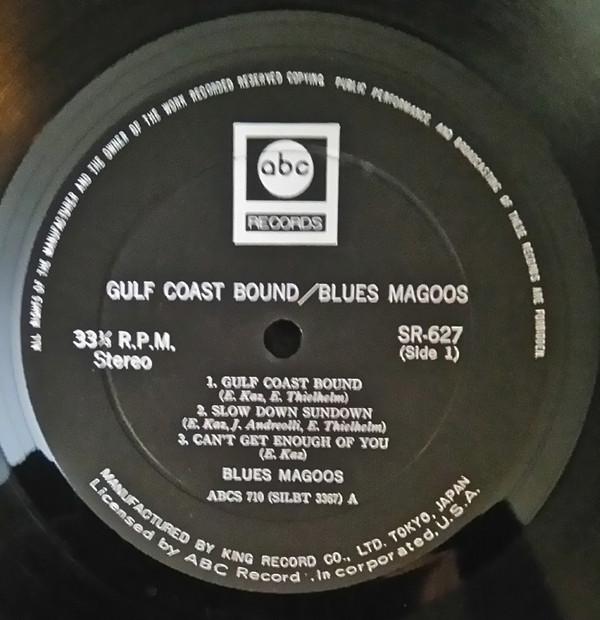 ALL RIGHTS OF THE MANUFACTURER AND THE OWNER OF THE WORK RECORDED RESERVED COPYING PUBLIC PERFORMANCE AND BROADCASTING OF THESE RECORDS ARE FORBIDDEN.
abc
RECORDS
GULF COAST BOUND/BLUES MAGOOS
33⅓ R.P.M.
Stereo
SR-627
(Side 1)
1. GULF COAST BOUND
(E. Kaz, E. Thielhelm)
2. SLOW DOWN SUNDOWN
(E. Kaz, J. Andreolli, E. Thielhelm)
3. CAN'T GET ENOUGH OF YOU
(E. Kaz)
BLUES MAGOOS
ABCS 710 (SILBT 3367) A
MANUFACTURED BY KING RECORD CO., LTD. TOKYO, JAPAN
Licensed by ABC Record , Incorporated, U.S.A.